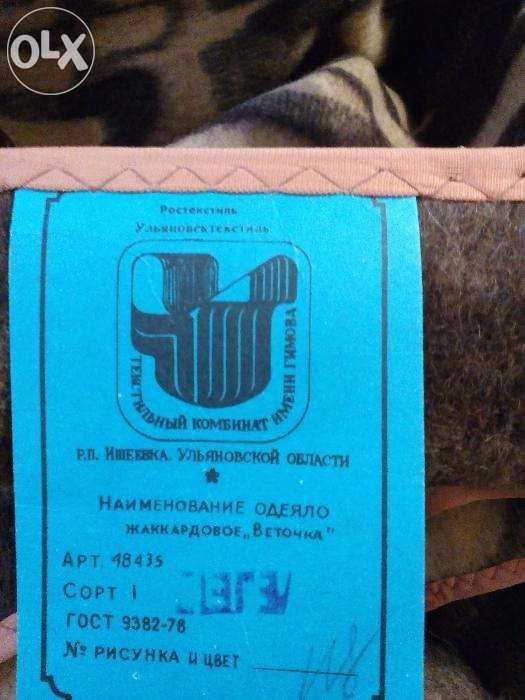 OLX
Ростекстиль
Ульяновсктекстиль
ТЕКСТИЛЬНЫЙ КОМБИНАТ ИМЕНИ ГИМОВА
Р.П. ИШЕЕВКА. УЛЬЯНОВСКОЙ ОБЛАСТИ
*
НАИМЕНОВАНИЕ ОДЕЯЛО
ЖАККАРДОВОЕ „ВЕТОЧКА"
АРТ. 48435
СОРТ I
ГОСТ 9382-78
№ РИСУНКА И ЦВЕТ